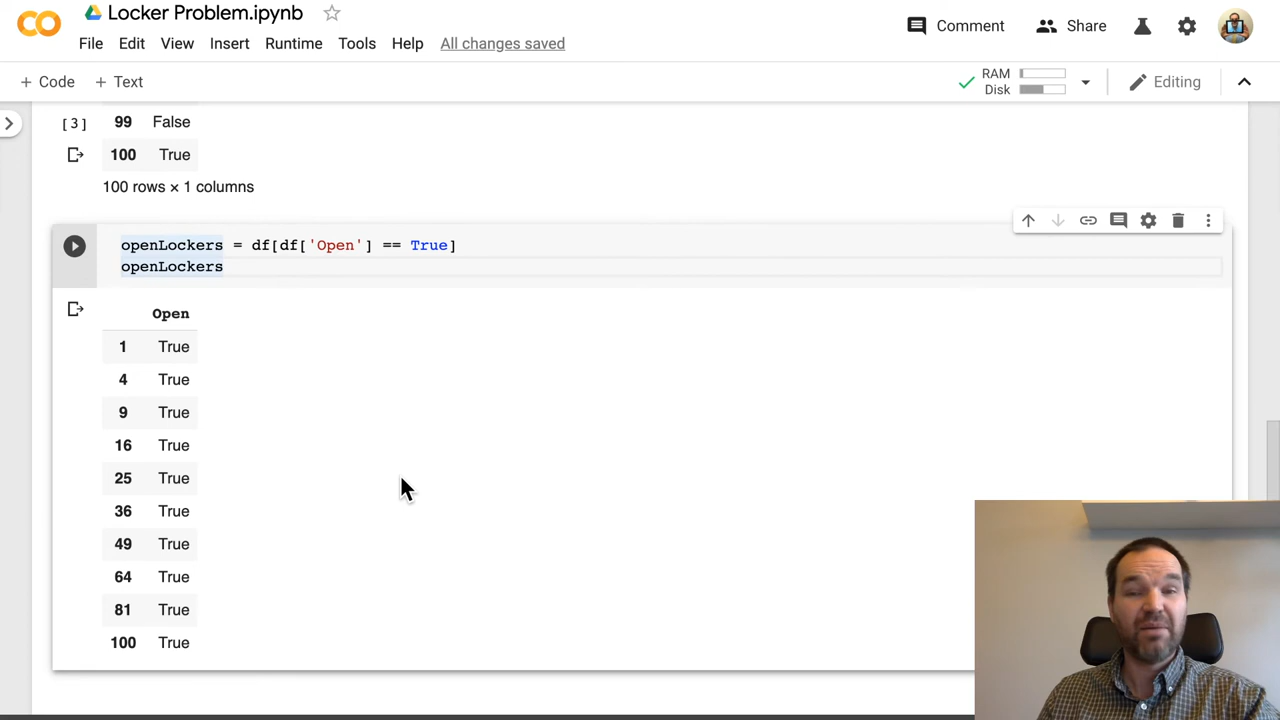 Locker Problem.ipynb
File Edit View Insert Runtime Tools Help All changes saved
Comment Share
+ Code + Text
RAM
Disk
Editing
[3] 99 False
100 True
100 rows × 1 columns
openLockers = df[df['Open'] == True]
openLockers
Open
1 True
4 True
9 True
16 True
25 True
36 True
49 True
64 True
81 True
100 True